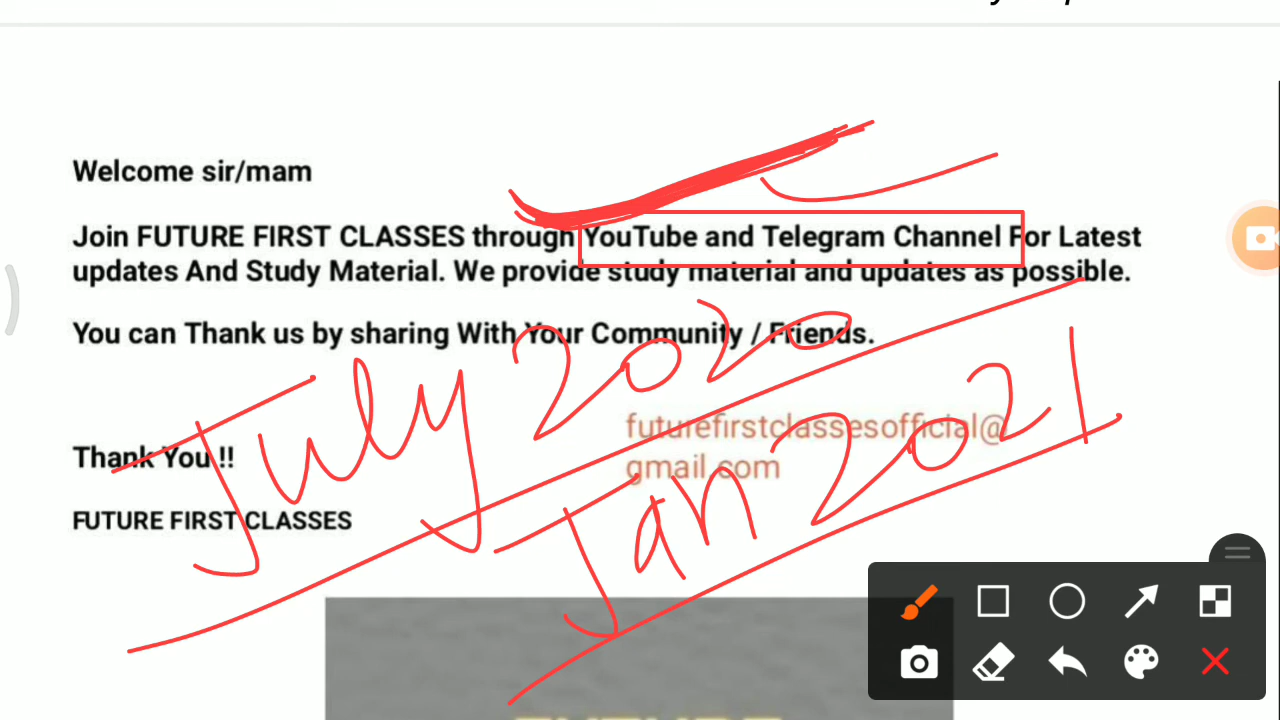 Welcome sir/mam
Join FUTURE FIRST CLASSES through YouTube and Telegram Channel For Latest
updates And Study Material. We provide study material and updates as possible.
You can Thank us by sharing With Your Community / Friends.
July 2020
futurefirstclassesofficial@
gmail.com
Thank You !!
Jan 2021
FUTURE FIRST CLASSES